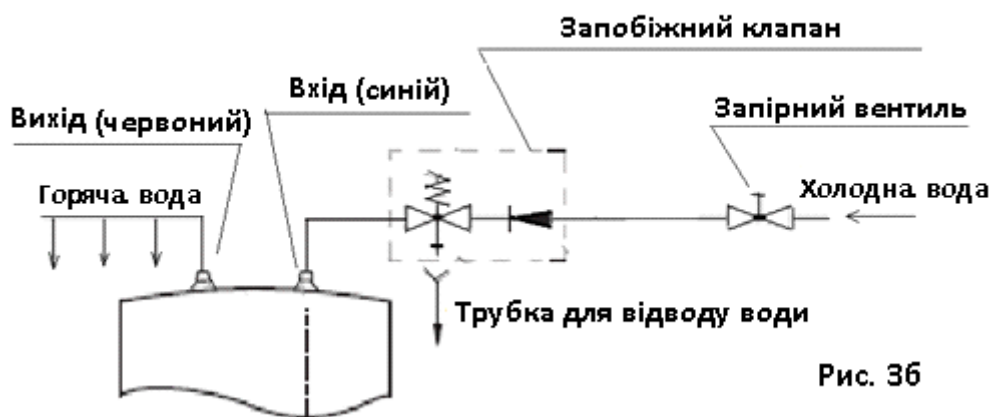 Запобіжний клапан
Вхід (синій)
Вихід (червоний)
Запірний вентиль
Горяча вода
Холодна вода
Трубка для відводу води
Рис. 3б